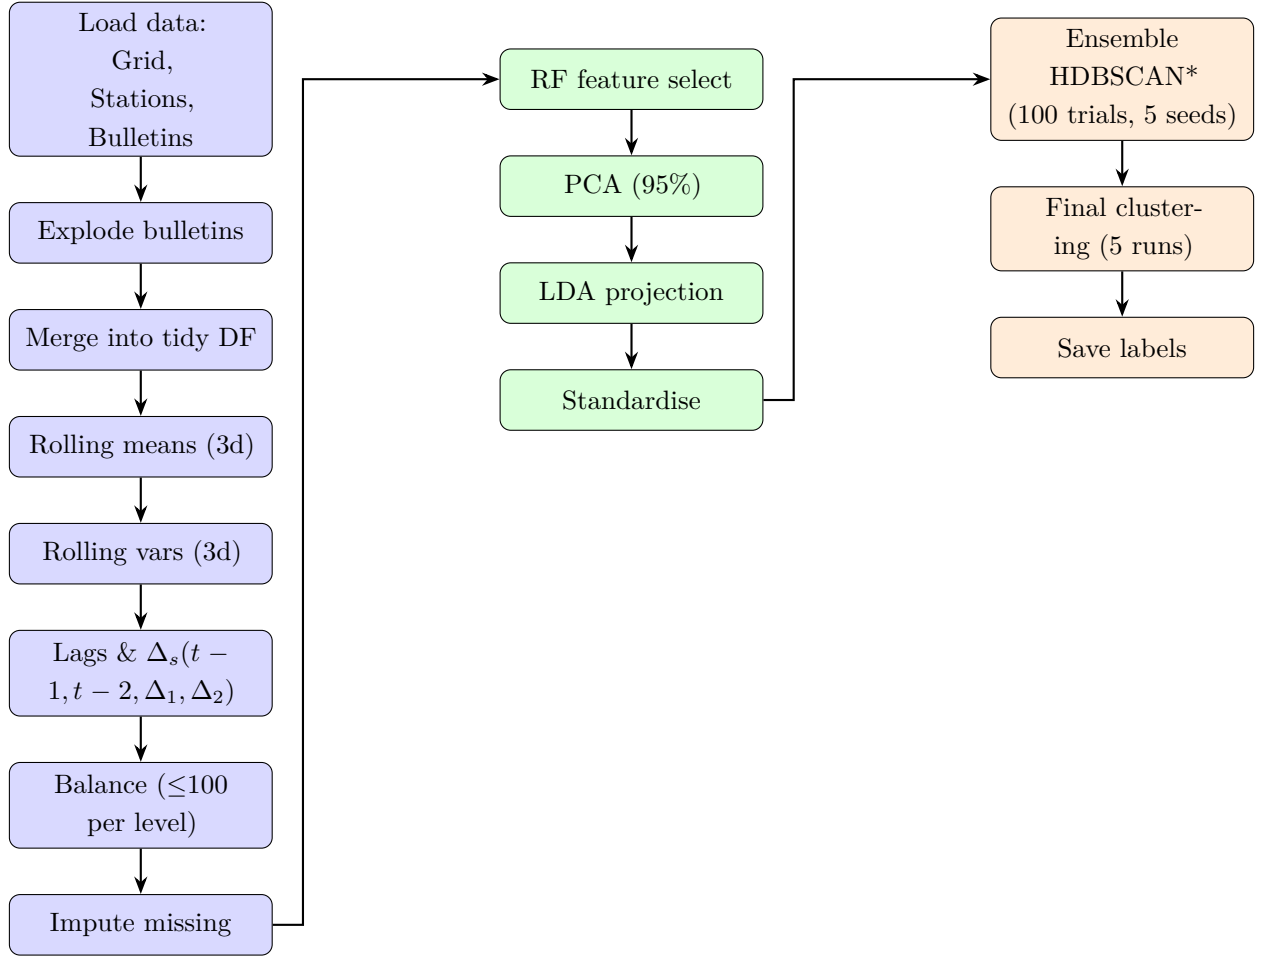 Load data:
Grid,
Stations,
Bulletins
Explode bulletins
Merge into tidy DF
Rolling means (3d)
Rolling vars (3d)
Lags & Δₛ(t −
1, t − 2, Δ₁, Δ₂)
Balance (≤100
per level)
Impute missing
RF feature select
PCA (95%)
LDA projection
Standardise
Ensemble
HDBSCAN*
(100 trials, 5 seeds)
Final cluster-
ing (5 runs)
Save labels